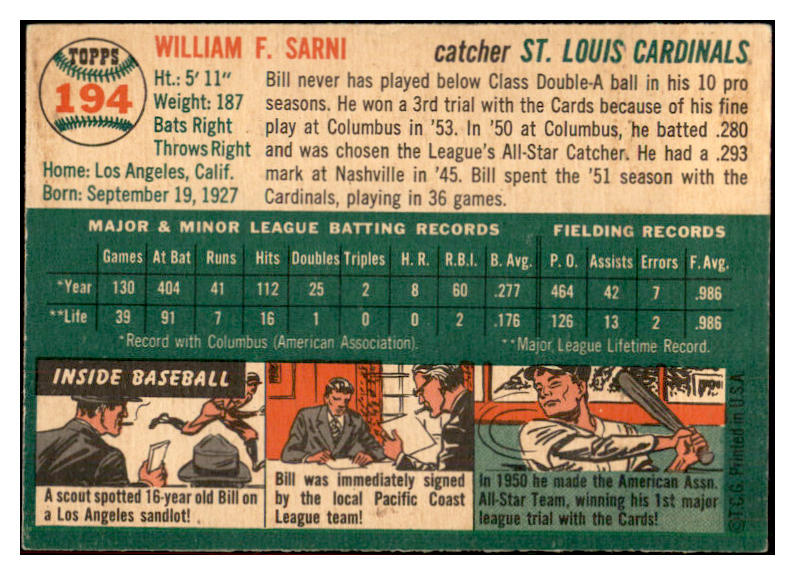 TOPPS
194
WILLIAM F. SARNI
catcher ST. LOUIS CARDINALS
Ht.: 5' 11"
Weight: 187
Bats Right
Throws Right
Home: Los Angeles, Calif.
Born: September 19, 1927
Bill never has played below Class Double-A ball in his 10 pro
seasons. He won a 3rd trial with the Cards because of his fine
play at Columbus in '53. In '50 at Columbus, he batted .280
and was chosen the League's All-Star Catcher. He had a .293
mark at Nashville in '45. Bill spent the '51 season with the
Cardinals, playing in 36 games.
MAJOR & MINOR LEAGUE BATTING RECORDS FIELDING RECORDS
Games At Bat Runs Hits Doubles Triples H. R. R.B.I. B. Avg. P. O. Assists Errors F. Avg.
*Year 130 404 41 112 25 2 8 60 .277 464 42 7 .986
**Life 39 91 7 16 1 0 0 2 .176 126 13 2 .986
*Record with Columbus (American Association). **Major League Lifetime Record.
INSIDE BASEBALL
A scout spotted 16-year old Bill on
a Los Angeles sandlot!
Bill was immediately signed
by the local Pacific Coast
League team!
In 1950 he made the American Assn.
All-Star Team, winning his 1st major
league trial with the Cards!
©T.C.G. Printed in U.S.A.